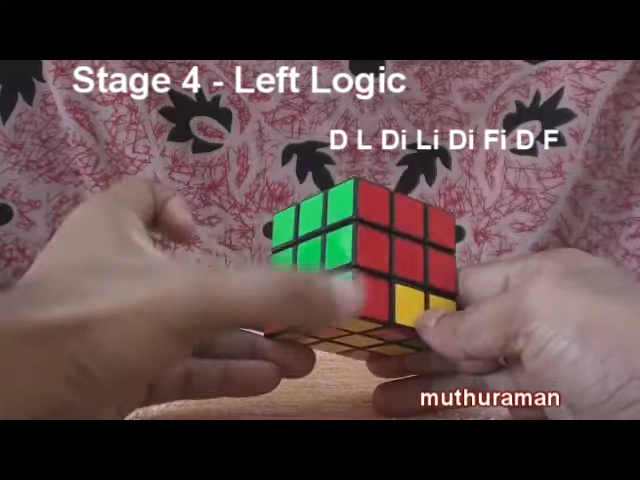 Stage 4 - Left Logic
D L Di Li Di Fi D F
muthuraman